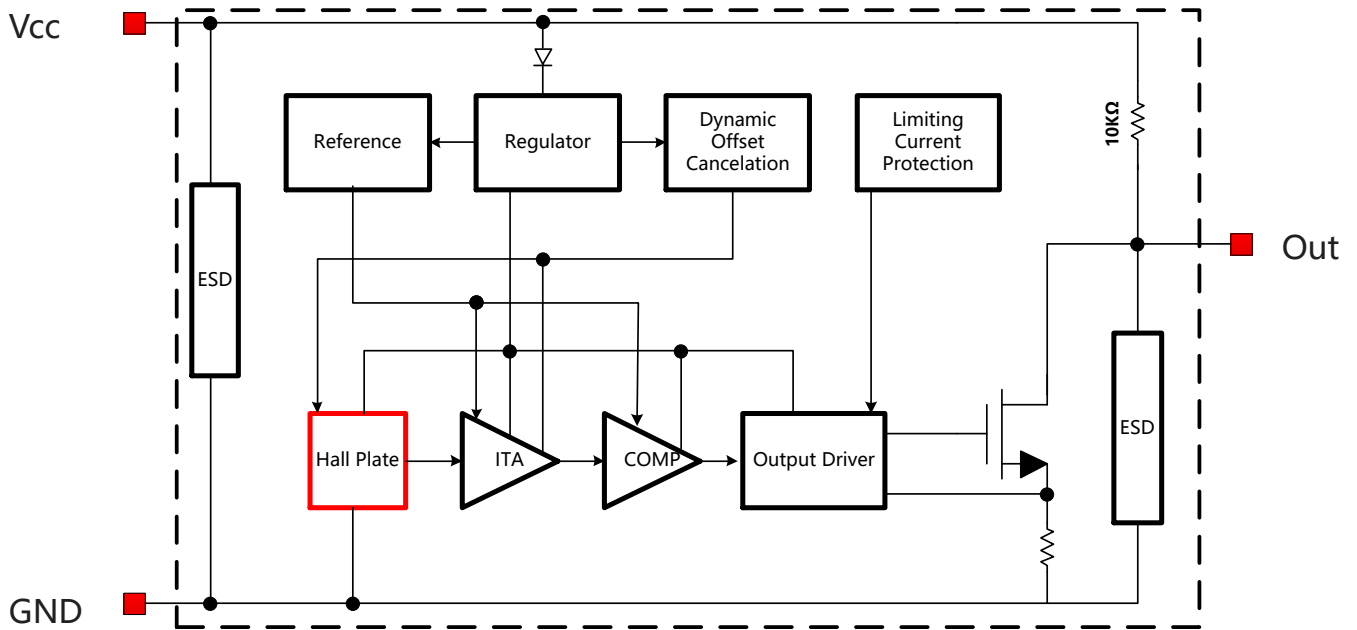 Vcc
Reference
Regulator
Dynamic
Offset
Cancelation
Limiting
Current
Protection
10KΩ
Out
ESD
ESD
Hall Plate
ITA
COMP
Output Driver
GND